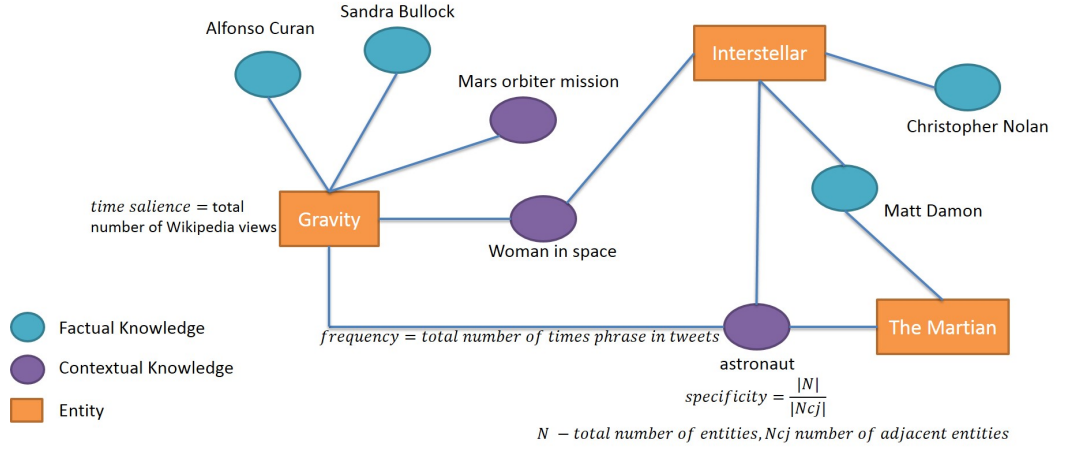 Sandra Bullock
Alfonso Curan
Interstellar
Mars orbiter mission
Christopher Nolan
time salience = total
number of Wikipedia views
Gravity
Matt Damon
Woman in space
Factual Knowledge
frequency = total number of times phrase in tweets
The Martian
Contextual Knowledge
astronaut
specificity = |N| / |Ncj|
Entity
N − total number of entities, Ncj number of adjacent entities